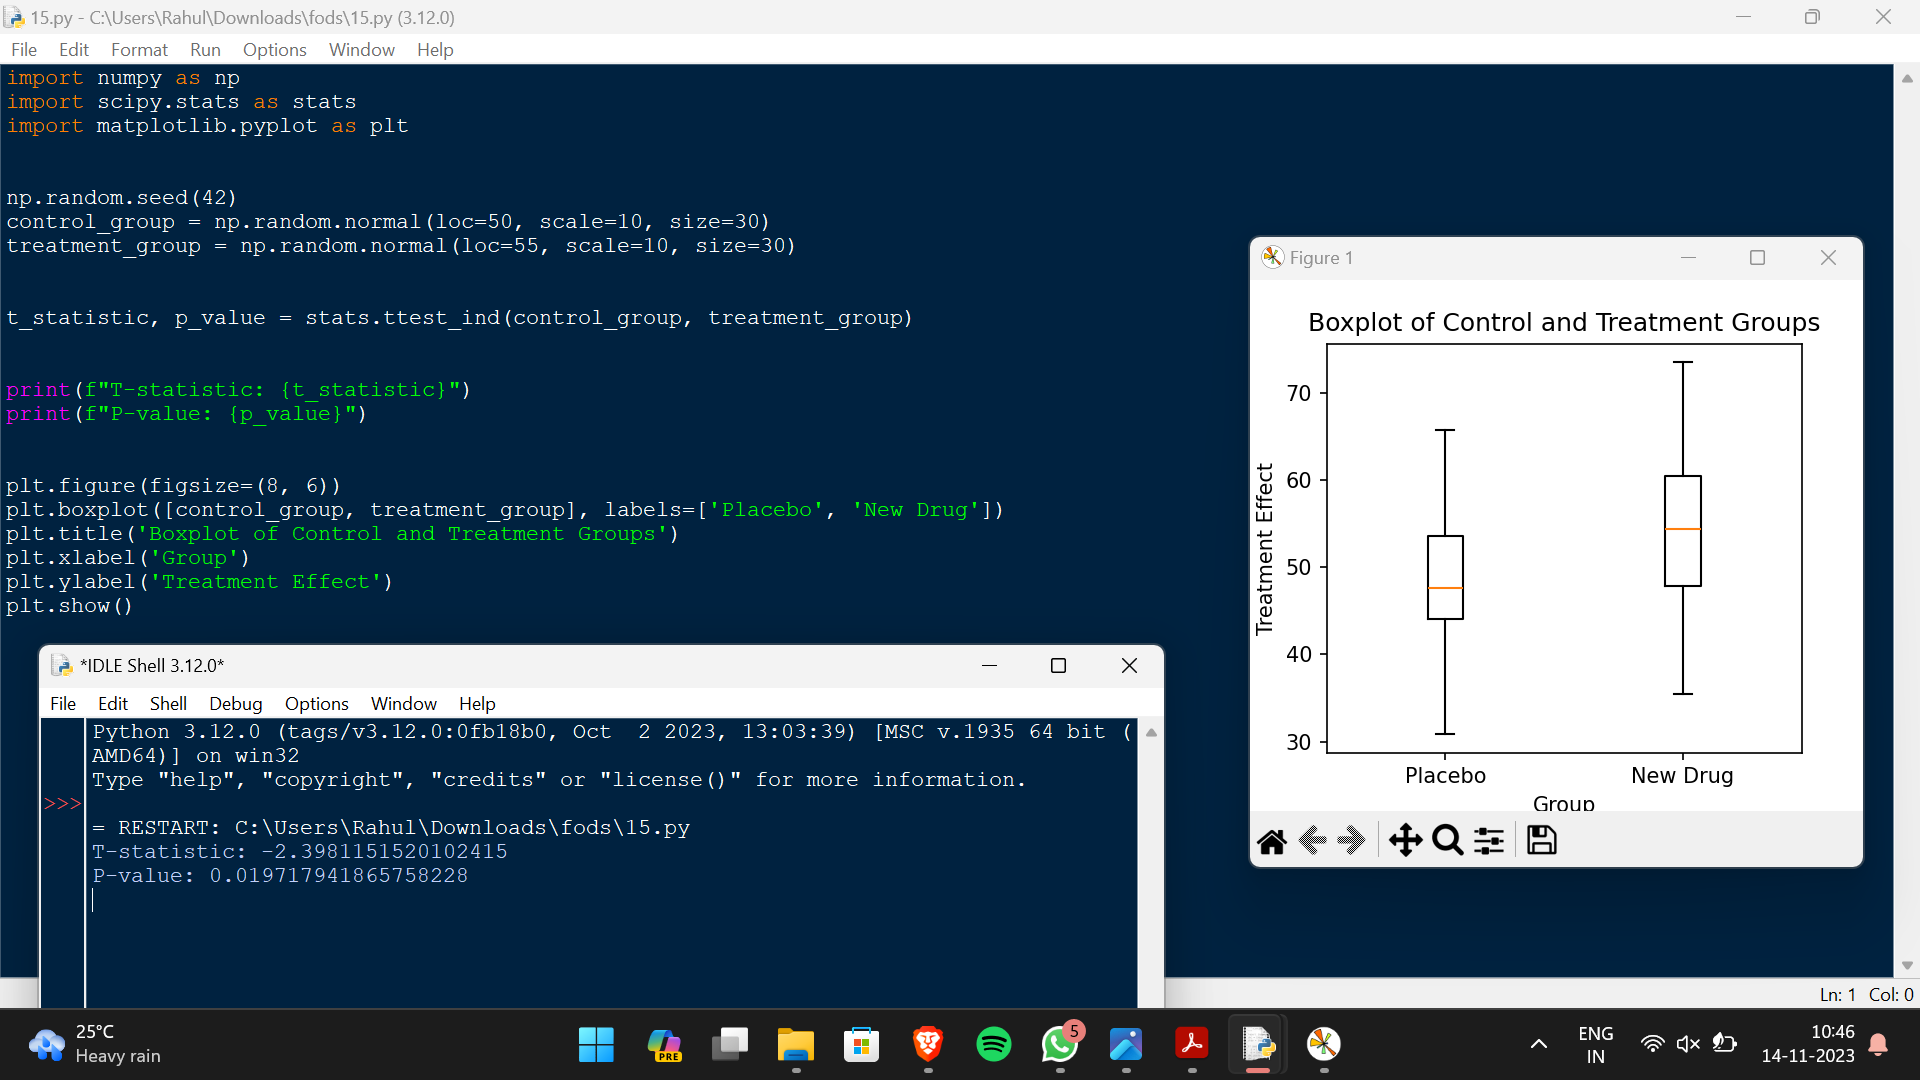 15.py - C:\Users\Rahul\Downloads\fods\15.py (3.12.0)
File Edit Format Run Options Window Help
import numpy as np
import scipy.stats as stats
import matplotlib.pyplot as plt
np.random.seed(42)
control_group = np.random.normal(loc=50, scale=10, size=30)
treatment_group = np.random.normal(loc=55, scale=10, size=30)
t_statistic, p_value = stats.ttest_ind(control_group, treatment_group)
print(f"T-statistic: {t_statistic}")
print(f"P-value: {p_value}")
plt.figure(figsize=(8, 6))
plt.boxplot([control_group, treatment_group], labels=['Placebo', 'New Drug'])
plt.title('Boxplot of Control and Treatment Groups')
plt.xlabel('Group')
plt.ylabel('Treatment Effect')
plt.show()
Figure 1
Boxplot of Control and Treatment Groups
Treatment Effect
70
60
50
40
30
Placebo New Drug
Group
*IDLE Shell 3.12.0*
File Edit Shell Debug Options Window Help
Python 3.12.0 (tags/v3.12.0:0fb18b0, Oct  2 2023, 13:03:39) [MSC v.1935 64 bit (
AMD64)] on win32
Type "help", "copyright", "credits" or "license()" for more information.
>>>
= RESTART: C:\Users\Rahul\Downloads\fods\15.py
T-statistic: -2.3981151520102415
P-value: 0.019717941865758228
Ln: 1 Col: 0
25°C
Heavy rain
PRE
5
ENG
IN
10:46
14-11-2023